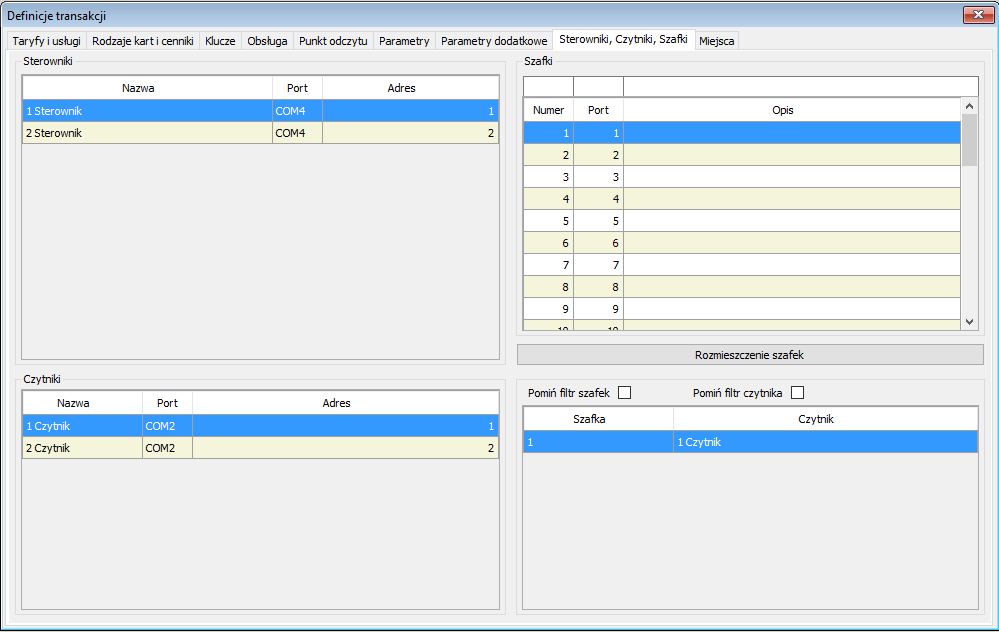 Definicje transakcji
Taryfy i usługi Rodzaje kart i cenniki Klucze Obsługa Punkt odczytu Parametry Parametry dodatkowe Sterowniki, Czytniki, Szafki Miejsca
Sterowniki
Nazwa Port Adres
1 Sterownik COM4 1
2 Sterownik COM4 2
Szafki
Numer Port Opis
1 1
2 2
3 3
4 4
5 5
6 6
7 7
8 8
9 9
10 10
Rozmieszczenie szafek
Czytniki
Nazwa Port Adres
1 Czytnik COM2 1
2 Czytnik COM2 2
Pomiń filtr szafek Pomiń filtr czytnika
Szafka Czytnik
1 1 Czytnik